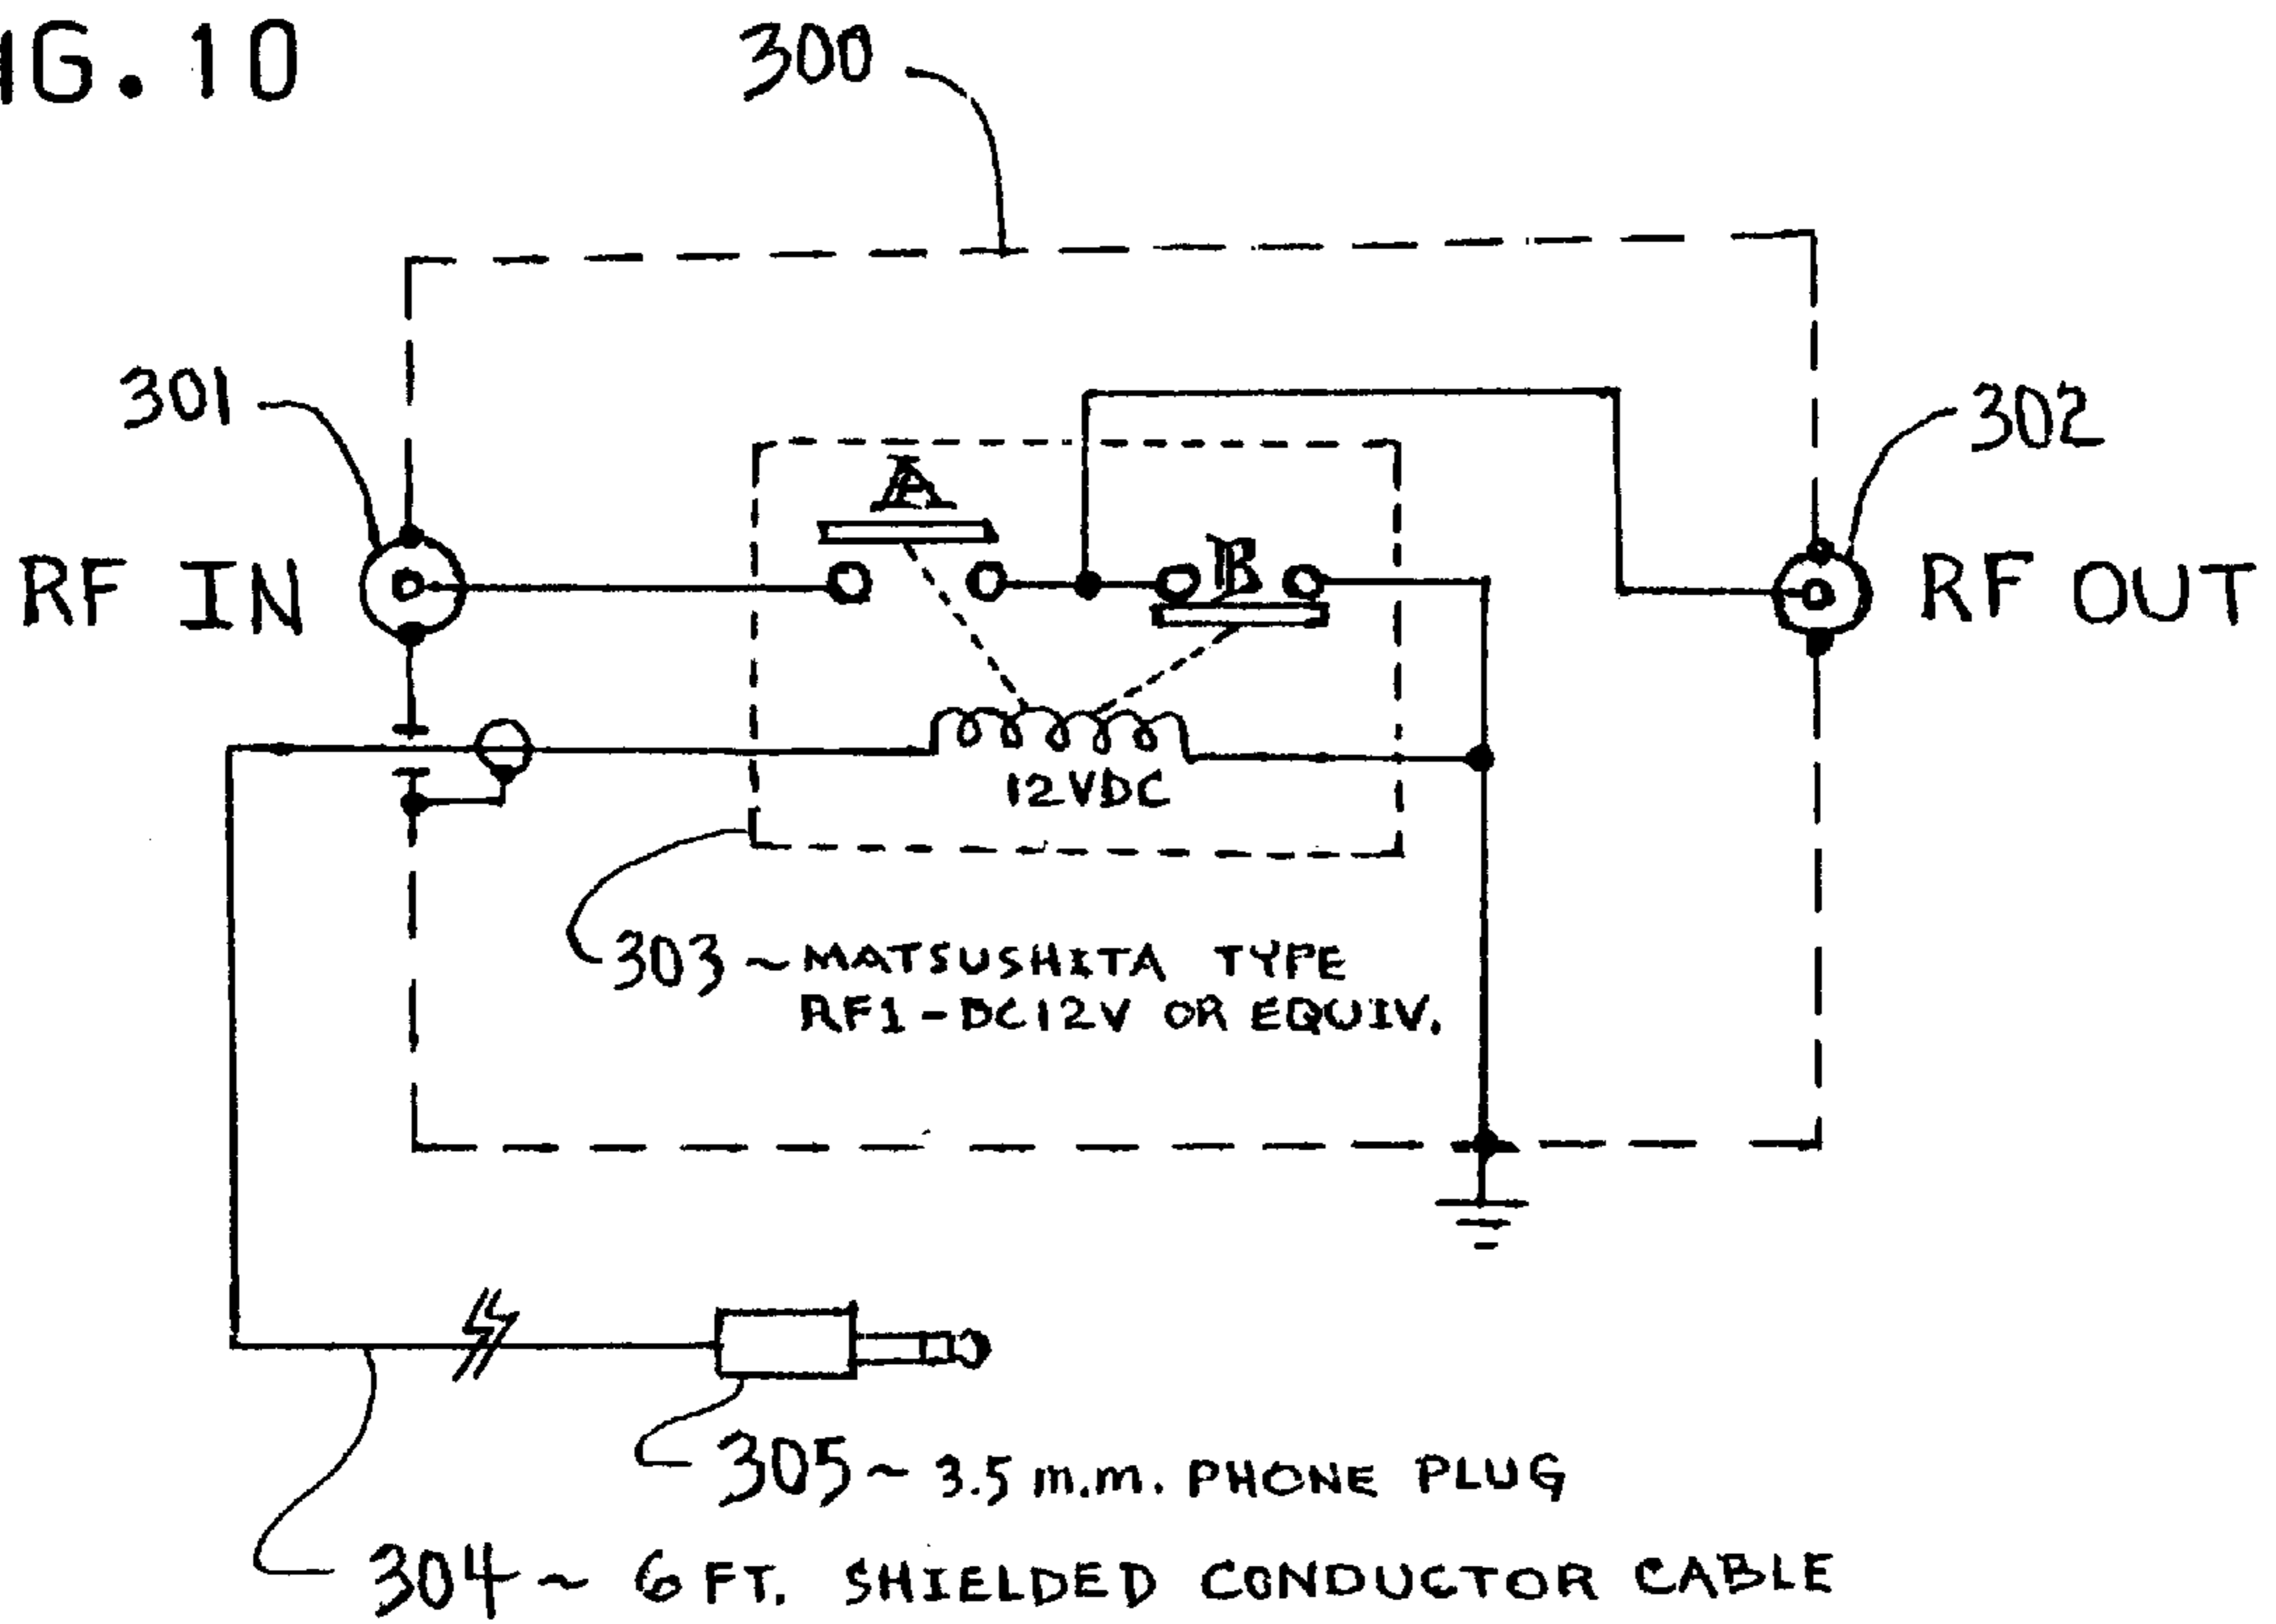 IG. 10
300
301
302
A
B
RF IN
RF OUT
12VDC
303 ~ MATSUSHITA TYPE
RF1-DC12V OR EQUIV.
305 ~ 3.5 m.m. PHONE PLUG
304 ~ 6 FT. SHIELDED CONDUCTOR CABLE